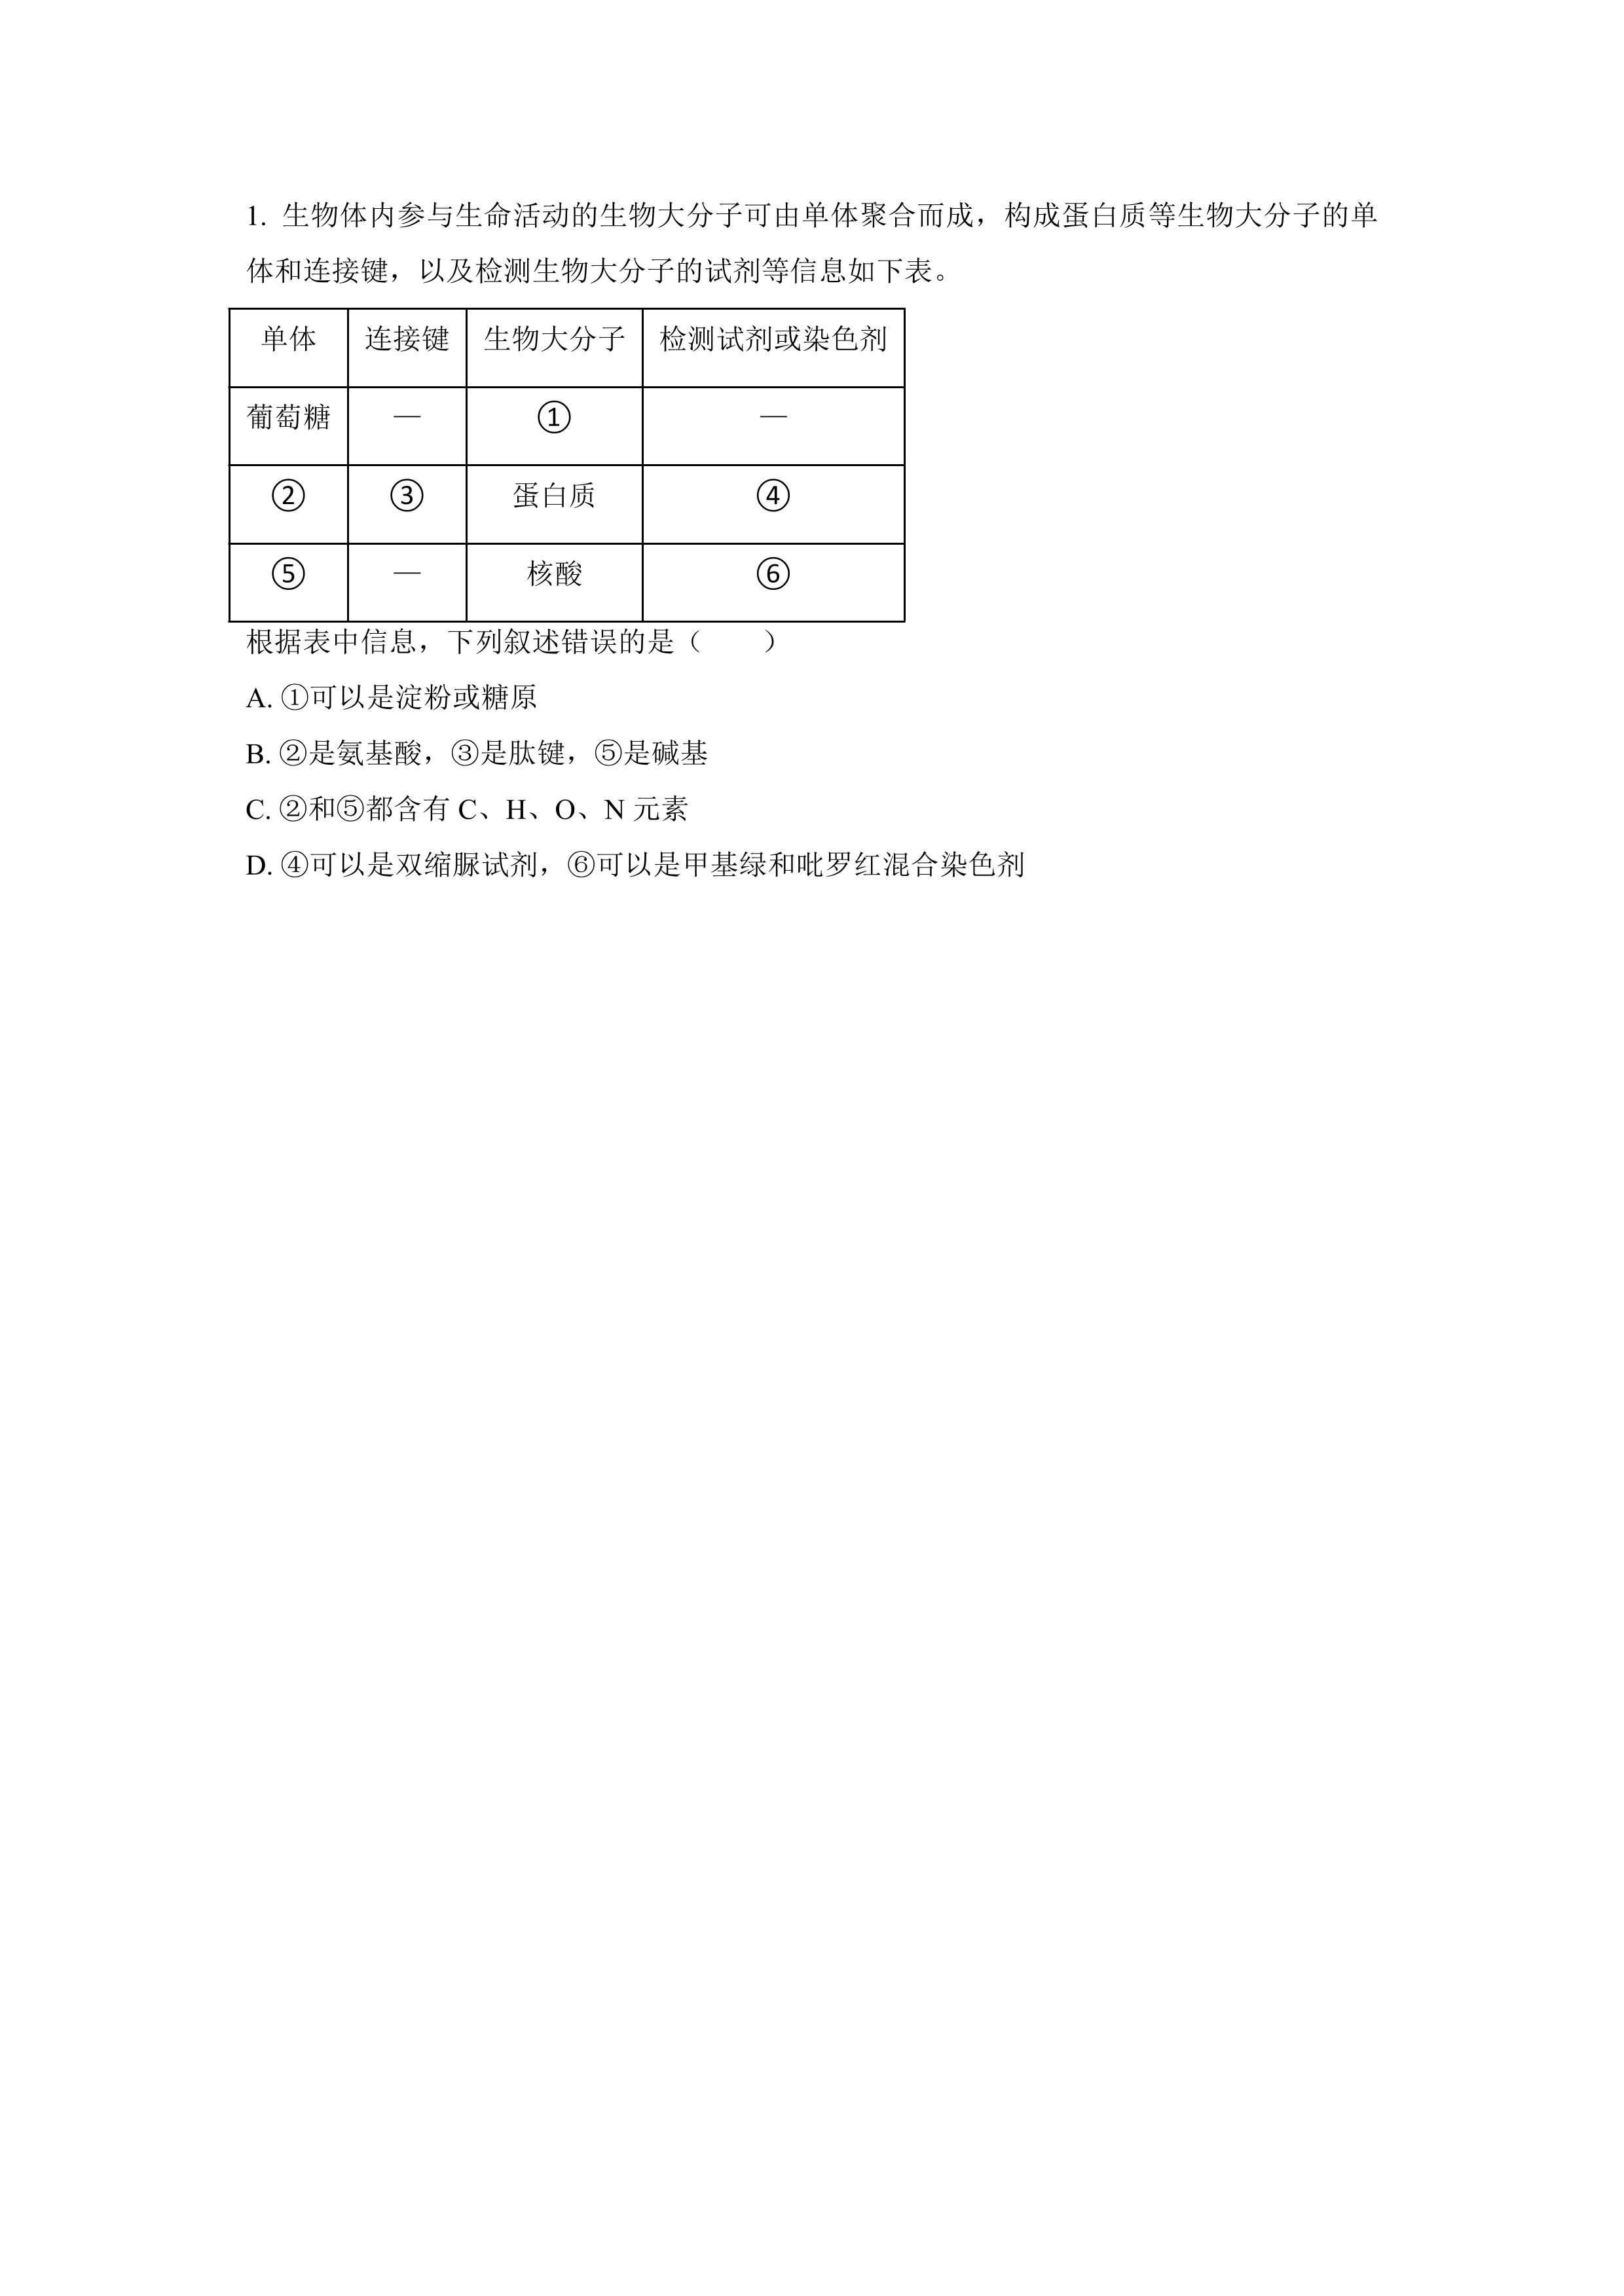 1. 生物体内参与生命活动的生物大分子可由单体聚合而成，构成蛋白质等生物大分子的单
体和连接键，以及检测生物大分子的试剂等信息如下表。
单体 连接键 生物大分子 检测试剂或染色剂
葡萄糖 — ① —
② ③ 蛋白质 ④
⑤ — 核酸 ⑥
根据表中信息，下列叙述错误的是（　　）
A. ①可以是淀粉或糖原
B. ②是氨基酸，③是肽键，⑤是碱基
C. ②和⑤都含有 C、H、O、N 元素
D. ④可以是双缩脲试剂，⑥可以是甲基绿和吡罗红混合染色剂